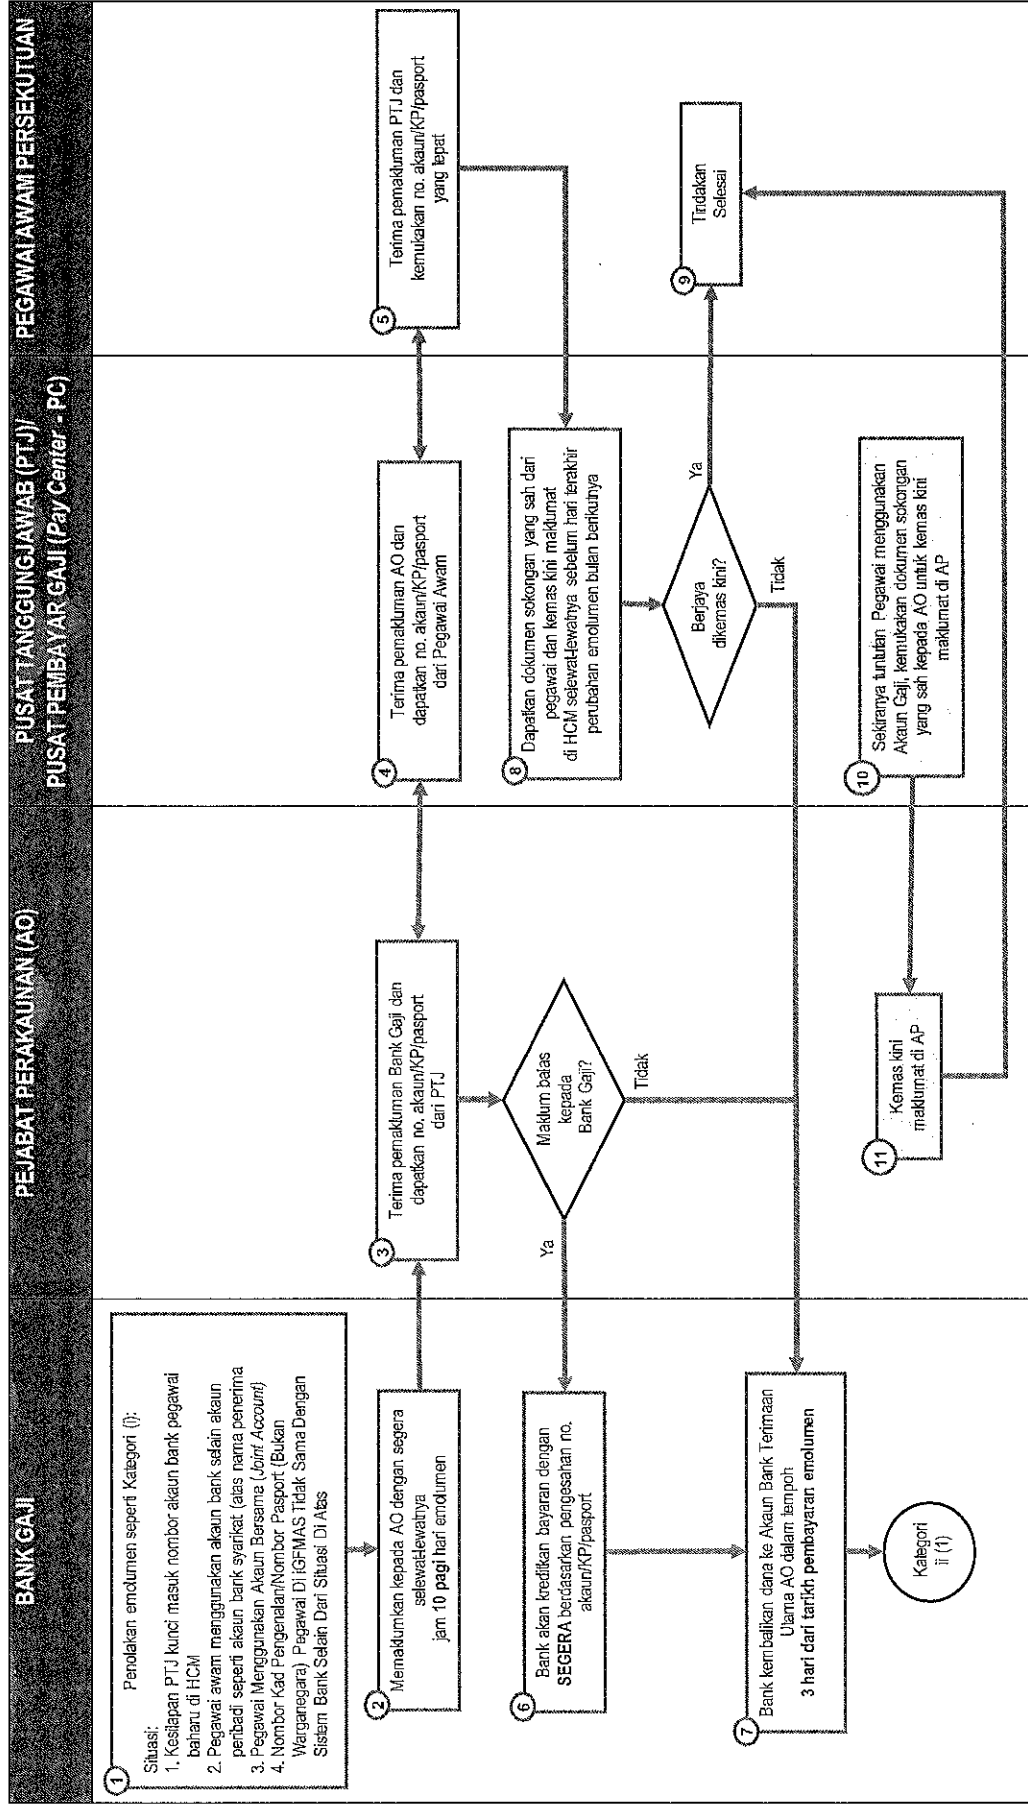 BANK GAJI
PEJABAT PERAKAUNAN (AO)
PUSAT TANGGUNGJAWAB (PTJ)/
PUSAT PEMBAYAR GAJI (Pay Center - PC)
PEGAWAI AWAM PERSEKUTUAN
1
Penolakan emolumen seperti Kategori (i):
Situasi:
1. Kesilapan PTJ kunci masuk nombor akaun bank pegawai
baharu di HCM
2. Pegawai awam menggunakan akaun bank selain akaun
peribadi seperti akaun bank syarikat (atas nama penerima
3. Pegawai Menggunakan Akaun Bersama (Joint Account)
4. Nombor Kad Pengenalan/Nombor Pasport (Bukan
Warganegara) Pegawai Di iGFMAS Tidak Sama Dengan
Sistem Bank Selain Dari Situasi Di Atas
2
Memaklumkan kepada AO dengan segera
selewat-lewatnya
jam 10 pagi hari emolumen
3
Terima pemakluman Bank Gaji dan
dapatkan no. akaun/KP/pasport
dari PTJ
4
Terima pemakluman AO dan
dapatkan no. akaun/KP/pasport
dari Pegawai Awam
5
Terima pemakluman PTJ dan
kemukakan no. akaun/KP/pasport
yang tepat
Maklum balas
kepada
Bank Gaji?
Ya
Tidak
6
Bank akan kreditkan bayaran dengan
SEGERA berdasarkan pengesahan no.
akaun/KP/pasport
7
Bank kembalikan dana ke Akaun Bank Terimaan
Utama AO dalam tempoh
3 hari dari tarikh pembayaran emolumen
Kategori
ii (1)
8
Dapatkan dokumen sokongan yang sah dari
pegawai dan kemas kini maklumat
di HCM selewat-lewatnya sebelum hari terakhir
perubahan emolumen bulan berikutnya
Berjaya
dikemas kini?
Ya
Tidak
9
Tindakan
Selesai
10
Sekiranya tuntutan Pegawai menggunakan
Akaun Gaji, kemukakan dokumen sokongan
yang sah kepada AO untuk kemas kini
maklumat di AP
11
Kemas kini
maklumat di AP